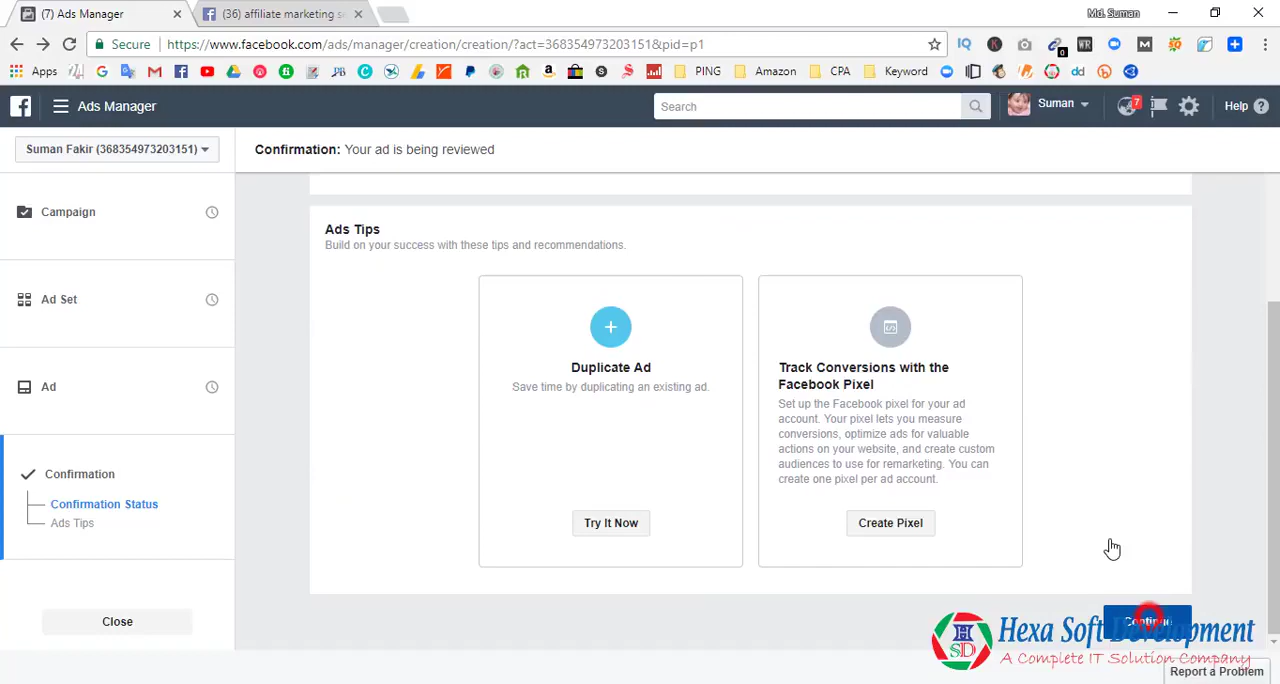 (7) Ads Manager
(36) affiliate marketing s
Md. Suman
Secure
https://www.facebook.com/ads/manager/creation/creation/?act=368354973203151&pid=p1
Apps
PING
Amazon
CPA
Keyword
Ads Manager
Search
Suman
7
Help
Suman Fakir (368354973203151)
Confirmation: Your ad is being reviewed
Campaign
Ad Set
Ad
Confirmation
Confirmation Status
Ads Tips
Close
Ads Tips
Build on your success with these tips and recommendations.
Duplicate Ad
Save time by duplicating an existing ad.
Try It Now
Track Conversions with the
Facebook Pixel
Set up the Facebook pixel for your ad
account. Your pixel lets you measure
conversions, optimize ads for valuable
actions on your website, and create custom
audiences to use for remarketing. You can
create one pixel per ad account.
Create Pixel
Continue
HSD
Hexa Soft Development
A Complete IT Solution Company
Report a Problem